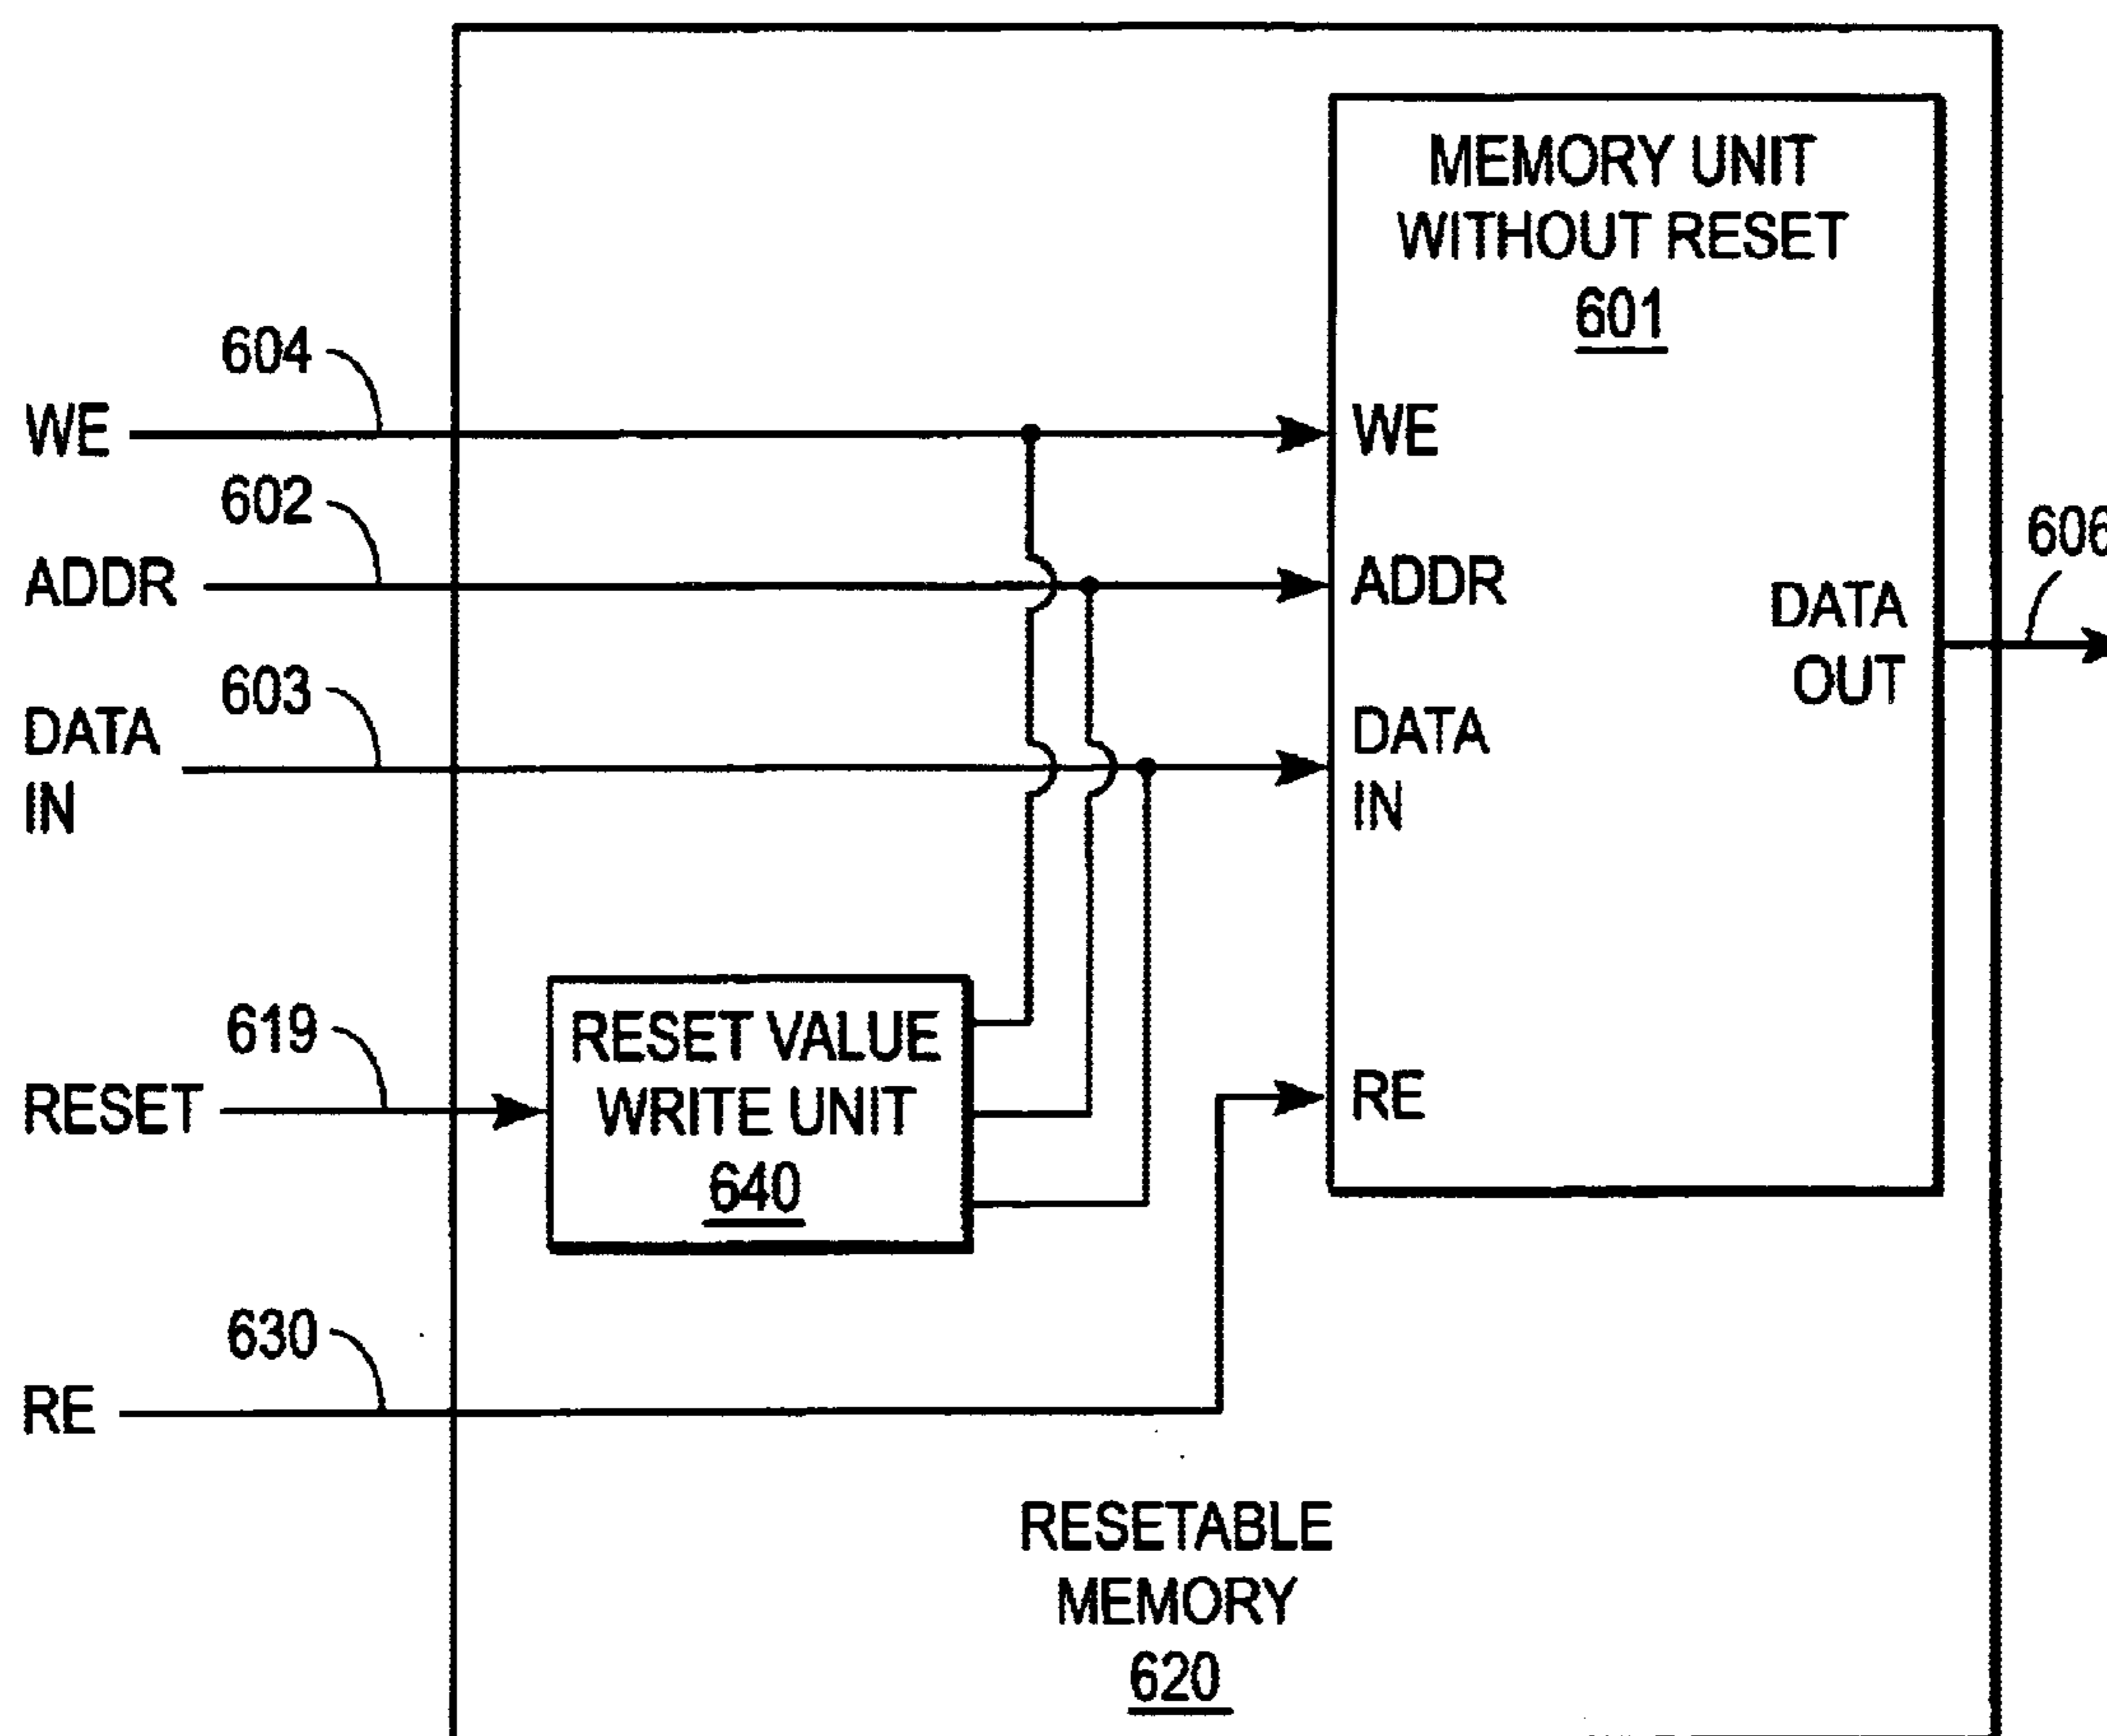 MEMORY UNIT
WITHOUT RESET
601
604
WE
WE
602
606
ADDR
ADDR
DATA
OUT
603
DATA
IN
DATA
IN
619
RESET
RESET VALUE
WRITE UNIT
640
RE
630
RE
RESETABLE
MEMORY
620